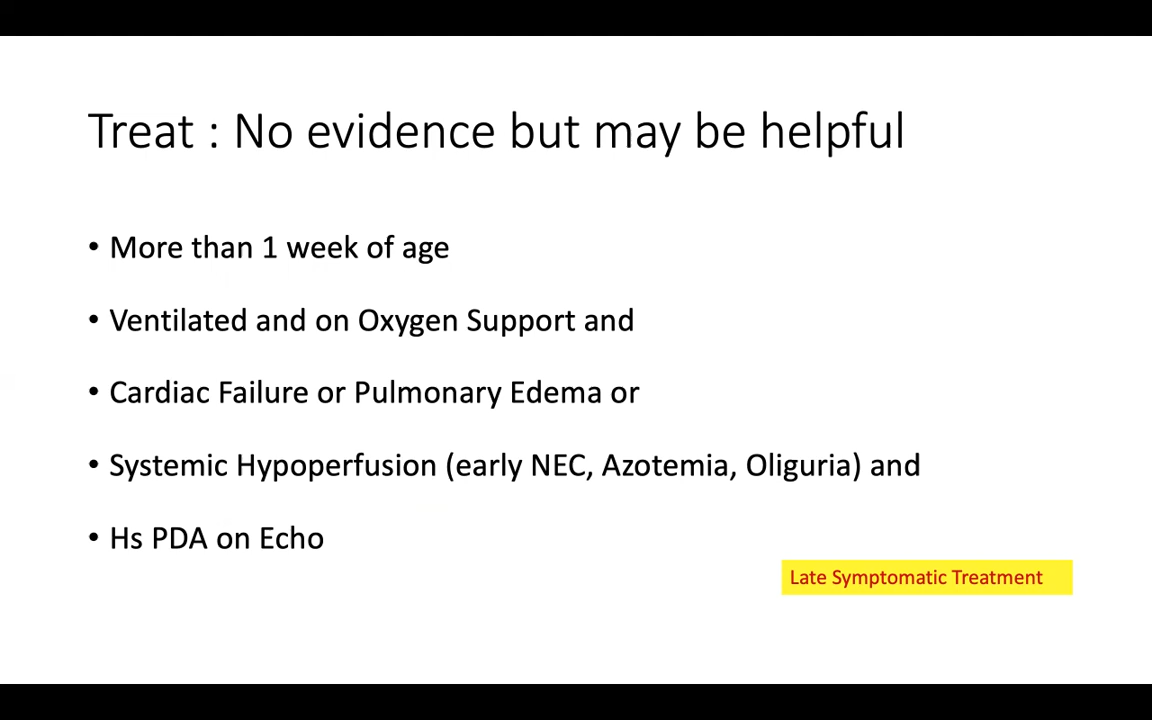 Treat : No evidence but may be helpful
• More than 1 week of age
• Ventilated and on Oxygen Support and
• Cardiac Failure or Pulmonary Edema or
• Systemic Hypoperfusion (early NEC, Azotemia, Oliguria) and
• Hs PDA on Echo
Late Symptomatic Treatment